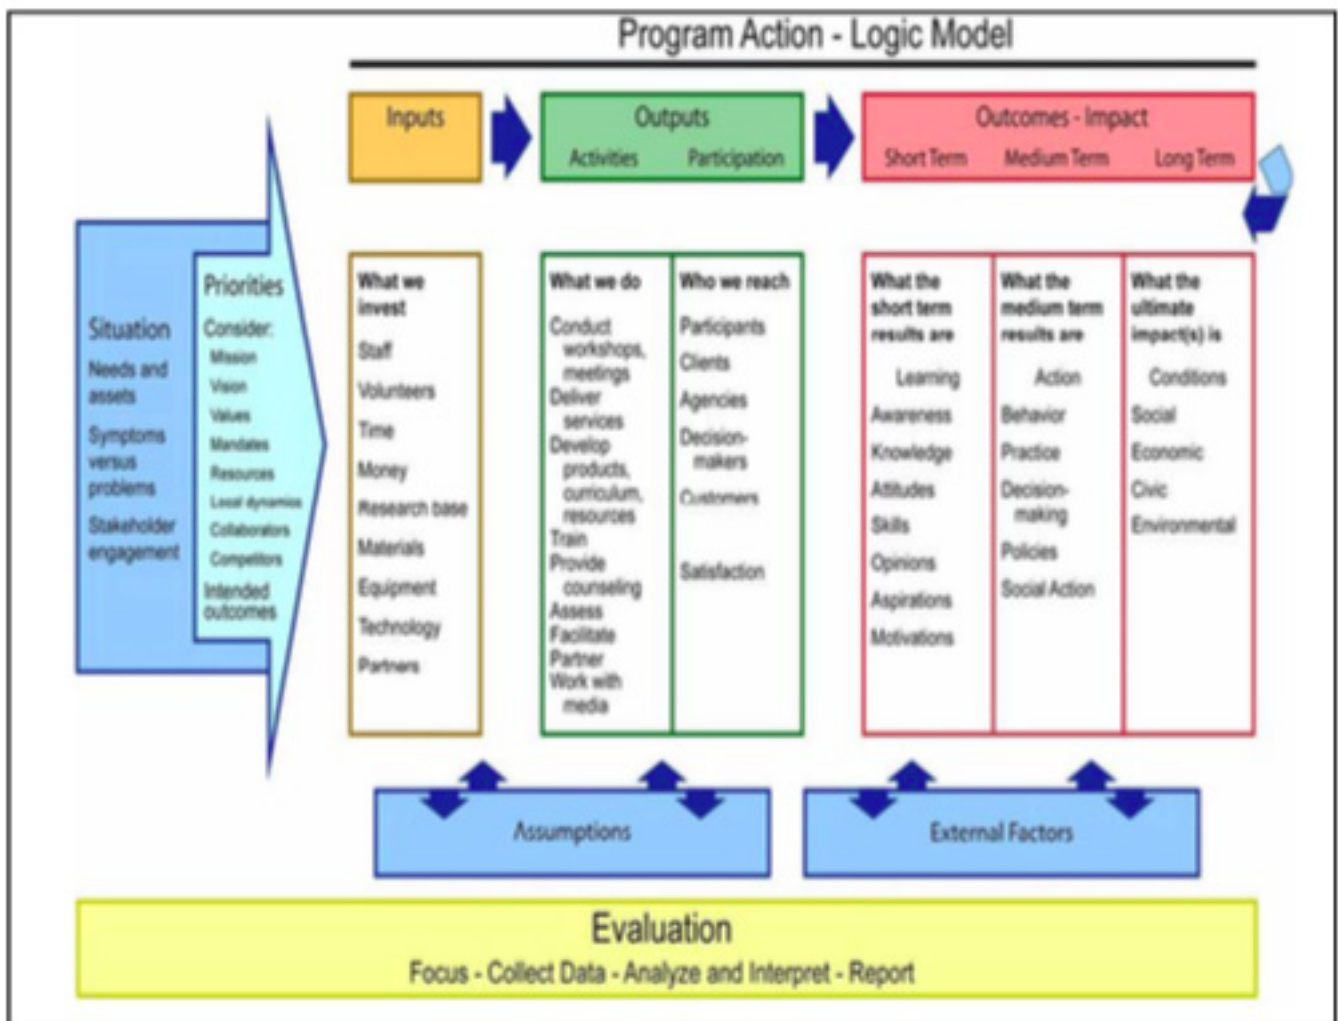 Program Action - Logic Model
Inputs
Outputs
Activities
Participation
Outcomes - Impact
Short Term
Medium Term
Long Term
Situation
Needs and
assets
Symptoms
versus
problems
Stakeholder
engagement
Priorities
Consider:
Mission
Vision
Values
Mandates
Resources
Local dynamics
Collaborators
Competitors
Intended
outcomes
What we
invest
Staff
Volunteers
Time
Money
Research base
Materials
Equipment
Technology
Partners
What we do
Conduct
workshops,
meetings
Deliver
services
Develop
products,
curriculum,
resources
Train
Provide
counseling
Assess
Facilitate
Partner
Work with
media
Who we reach
Participants
Clients
Agencies
Decision-
makers
Customers
Satisfaction
What the
short term
results are
Learning
Awareness
Knowledge
Attitudes
Skills
Opinions
Aspirations
Motivations
What the
medium term
results are
Action
Behavior
Practice
Decision-
making
Policies
Social Action
What the
ultimate
impact(s) is
Conditions
Social
Economic
Civic
Environmental
Assumptions
External Factors
Evaluation
Focus - Collect Data - Analyze and Interpret - Report